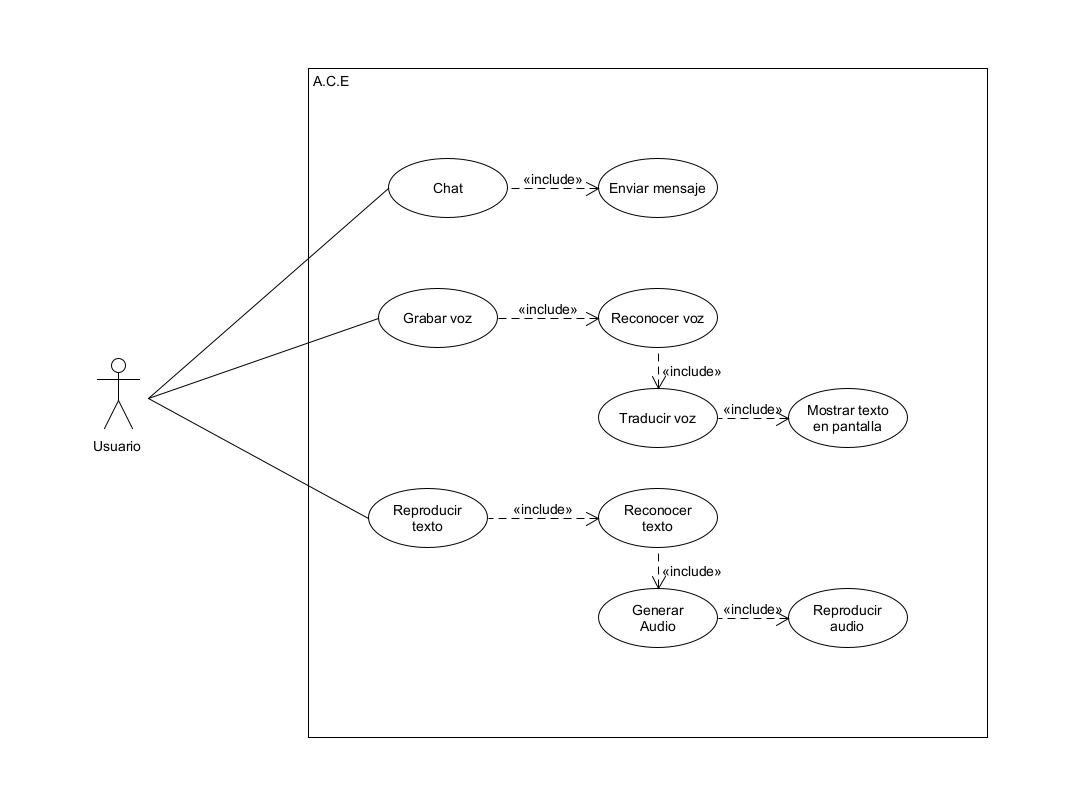 A.C.E
Chat
«include»
Enviar mensaje
Grabar voz
«include»
Reconocer voz
«include»
Traducir voz
«include»
Mostrar texto
en pantalla
Usuario
Reproducir
texto
«include»
Reconocer
texto
«include»
Generar
Audio
«include»
Reproducir
audio